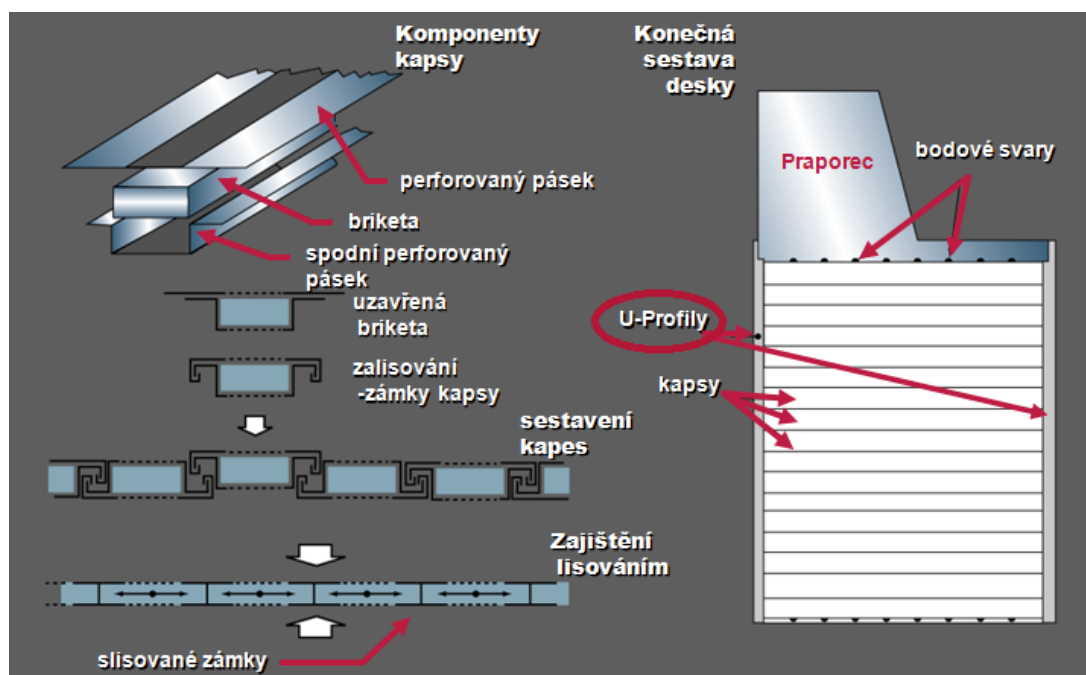 Komponenty
kapsy
perforovaný pásek
briketa
spodní perforovaný
pásek
uzavřená
briketa
zalisování
-zámky kapsy
sestavení
kapes
Zajištění
lisováním
slisované zámky
Konečná
sestava
desky
Praporec
bodové svary
U-Profily
kapsy